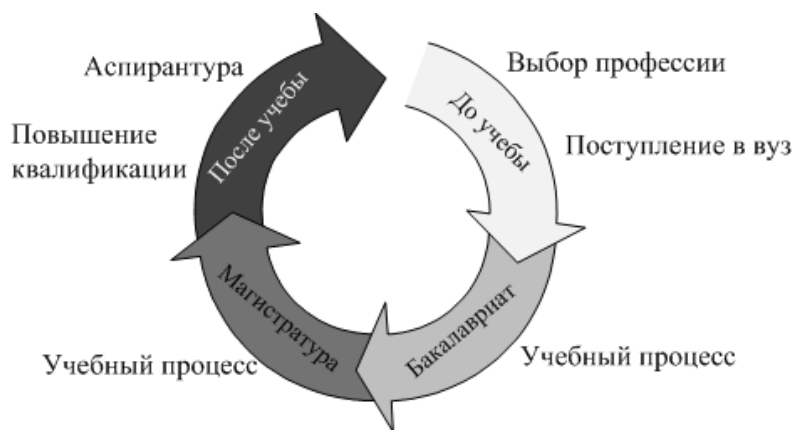 Аспирантура
Выбор профессии
После учебы
До учебы
Повышение
квалификации
Поступление в вуз
Магистратура
Бакалавриат
Учебный процесс
Учебный процесс